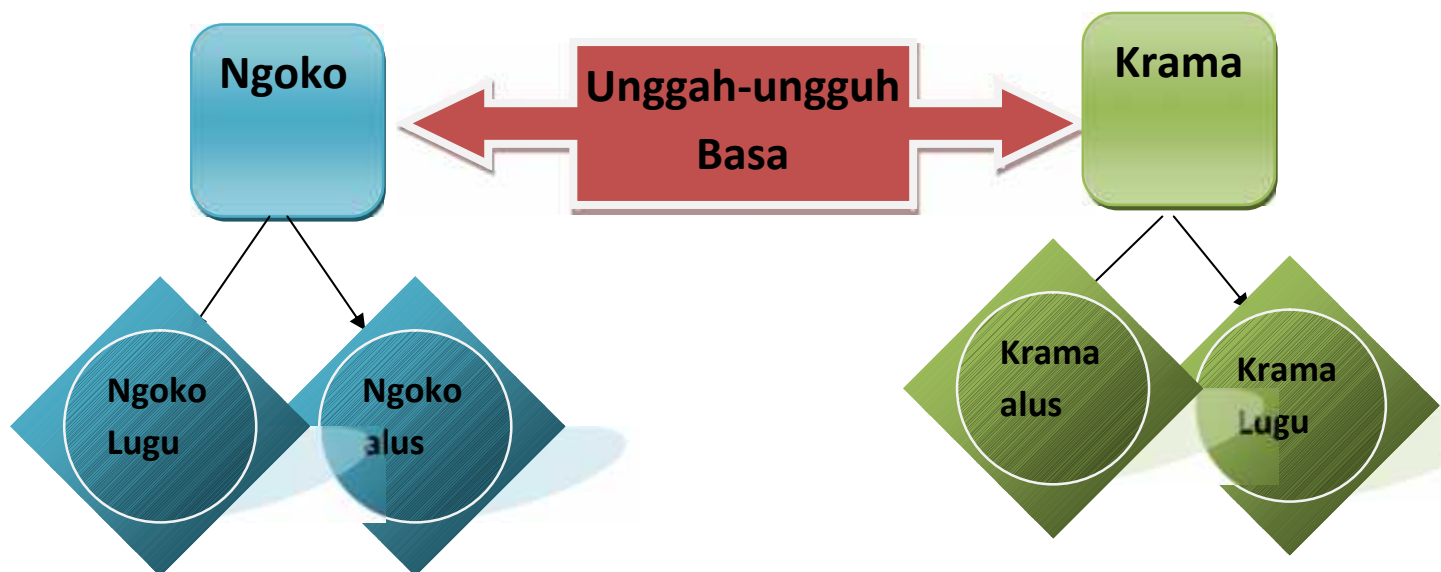 Ngoko
Unggah-ungguh
Basa
Krama
Ngoko
Lugu
Ngoko
alus
Krama
alus
Krama
Lugu